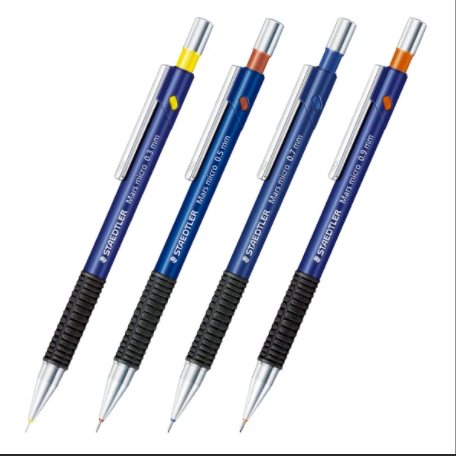 STAEDTLER Mars micro 0.3 mm
STAEDTLER Mars micro 0.5 mm
STAEDTLER Mars micro 0.7 mm
STAEDTLER Mars micro 0.9 mm